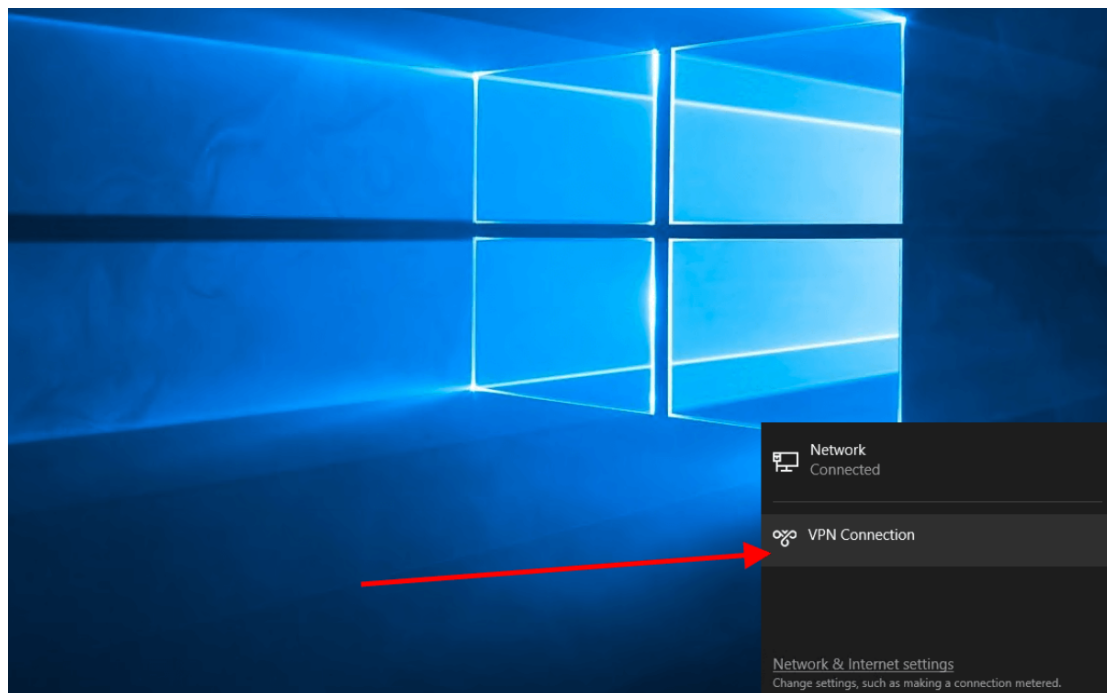 Network
Connected
VPN Connection
Network & Internet settings
Change settings, such as making a connection metered.